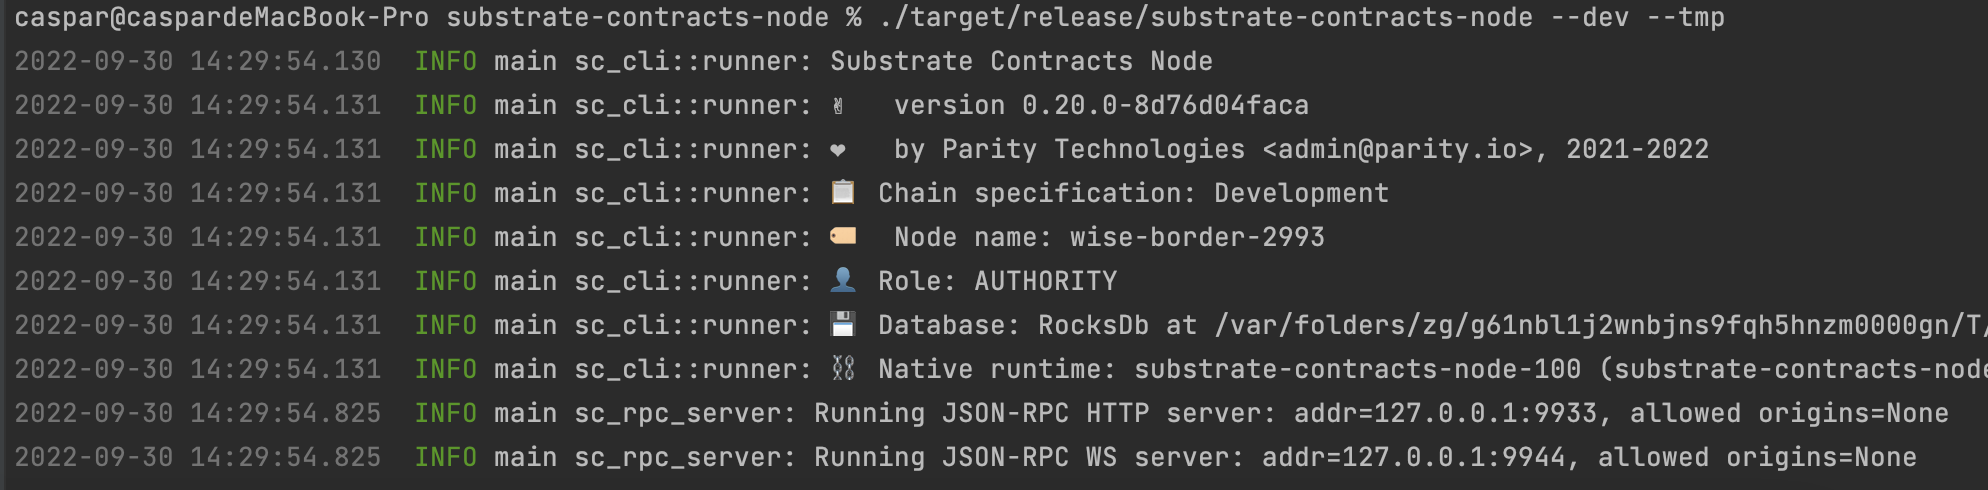 caspar@caspardeMacBook-Pro substrate-contracts-node % ./target/release/substrate-contracts-node --dev --tmp
2022-09-30 14:29:54.130  INFO main sc_cli::runner: Substrate Contracts Node
2022-09-30 14:29:54.131  INFO main sc_cli::runner: ✌️  version 0.20.0-8d76d04faca
2022-09-30 14:29:54.131  INFO main sc_cli::runner: ❤️  by Parity Technologies <admin@parity.io>, 2021-2022
2022-09-30 14:29:54.131  INFO main sc_cli::runner: 📋 Chain specification: Development
2022-09-30 14:29:54.131  INFO main sc_cli::runner: 🏷  Node name: wise-border-2993
2022-09-30 14:29:54.131  INFO main sc_cli::runner: 👤 Role: AUTHORITY
2022-09-30 14:29:54.131  INFO main sc_cli::runner: 💾 Database: RocksDb at /var/folders/zg/g61nbl1j2wnbjns9fqh5hnzm0000gn/T/
2022-09-30 14:29:54.131  INFO main sc_cli::runner: ⛓ Native runtime: substrate-contracts-node-100 (substrate-contracts-node
2022-09-30 14:29:54.825  INFO main sc_rpc_server: Running JSON-RPC HTTP server: addr=127.0.0.1:9933, allowed origins=None
2022-09-30 14:29:54.825  INFO main sc_rpc_server: Running JSON-RPC WS server: addr=127.0.0.1:9944, allowed origins=None